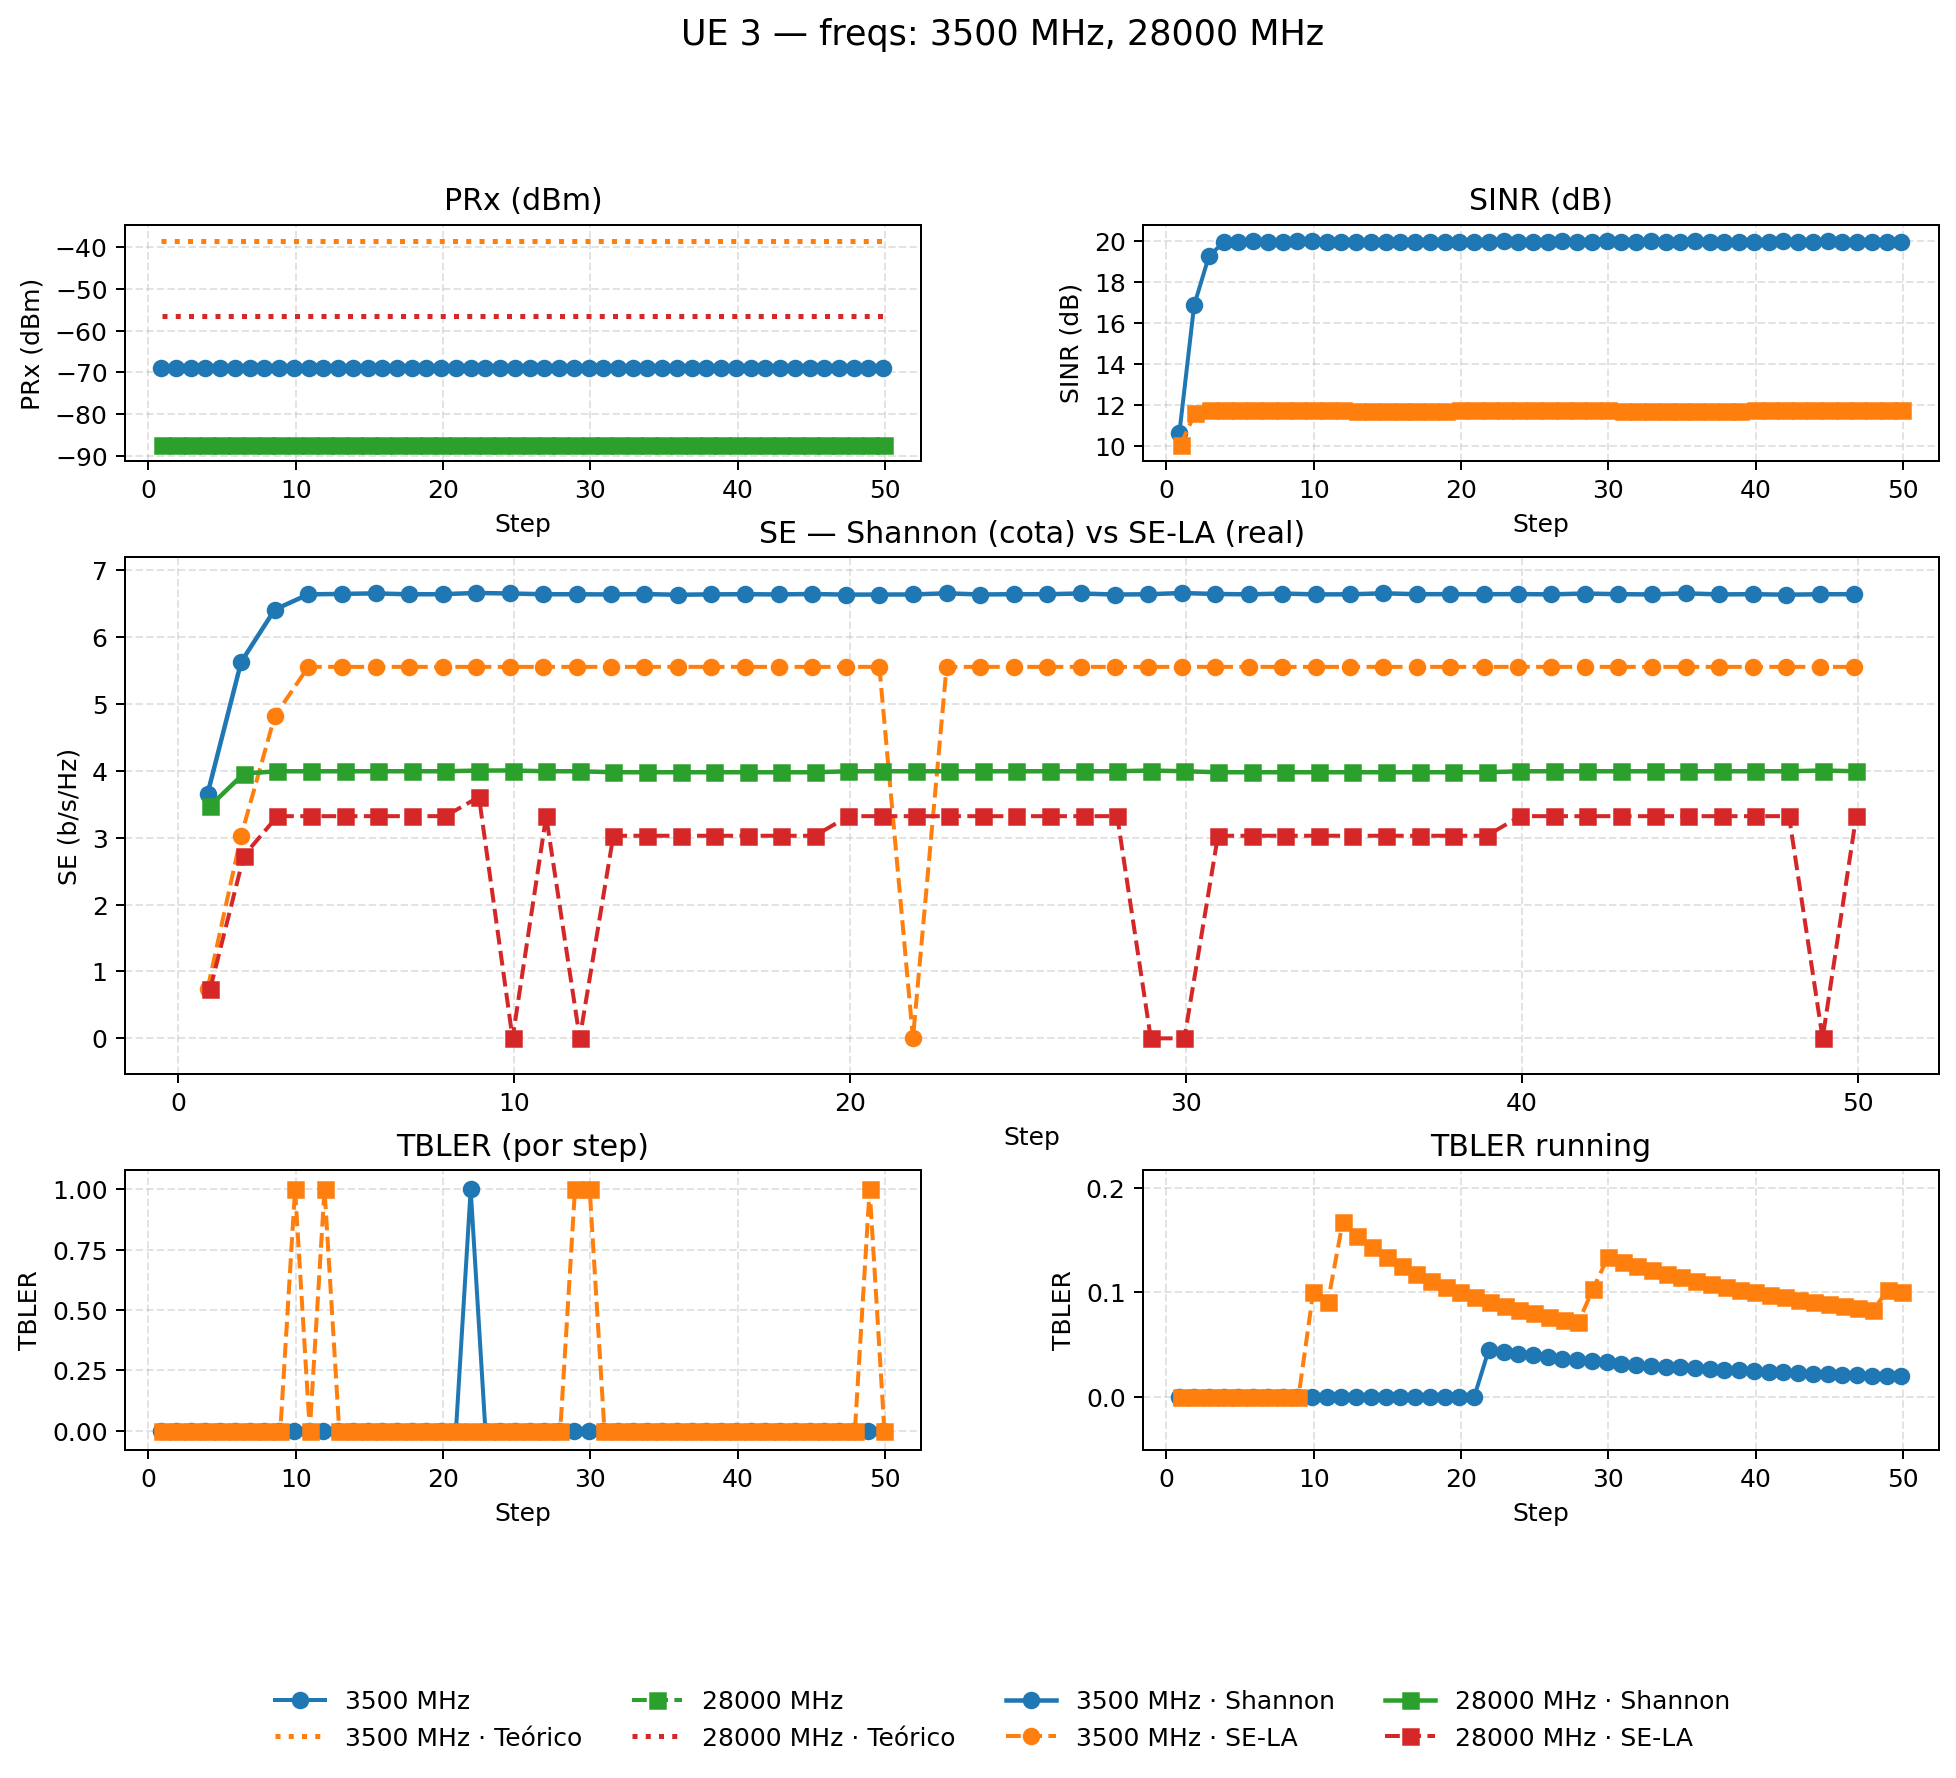 UE 3 — freqs: 3500 MHz, 28000 MHz
PRx (dBm)
PRx (dBm)
−40
−50
−60
−70
−80
−90
0 10 20 30 40 50
Step
SINR (dB)
SINR (dB)
20
18
16
14
12
10
0 10 20 30 40 50
Step
SE — Shannon (cota) vs SE-LA (real)
SE (b/s/Hz)
7
6
5
4
3
2
1
0
0 10 20 30 40 50
Step
TBLER (por step)
TBLER
1.00
0.75
0.50
0.25
0.00
0 10 20 30 40 50
Step
TBLER running
TBLER
0.2
0.1
0.0
0 10 20 30 40 50
Step
3500 MHz
3500 MHz · Teórico
28000 MHz
28000 MHz · Teórico
3500 MHz · Shannon
3500 MHz · SE-LA
28000 MHz · Shannon
28000 MHz · SE-LA